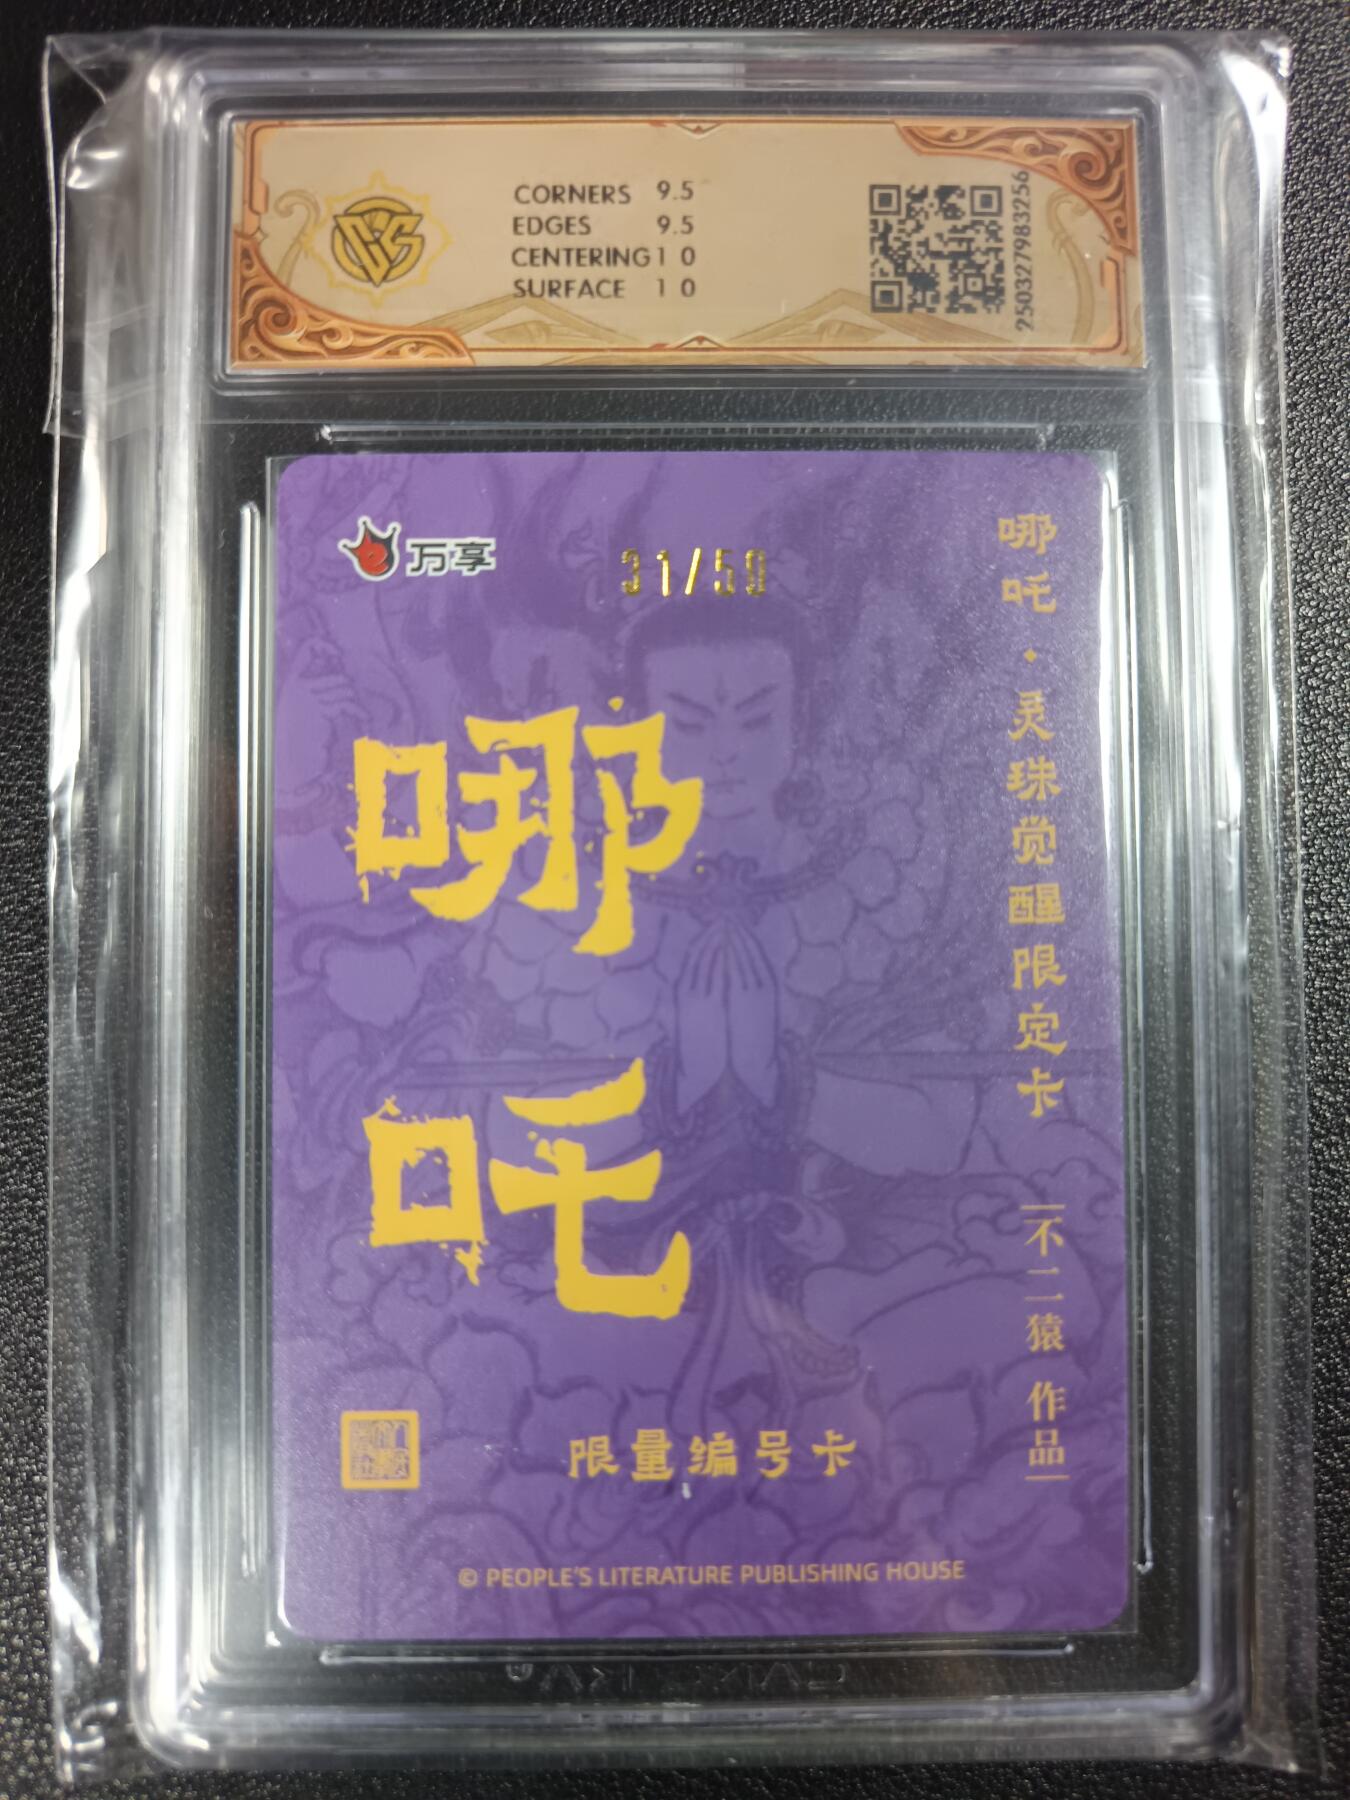 CORNERS 9.5
EDGES 9.5
CENTERING 10
SURFACE 10
250327983256
万享
31/50
哪吒
哪吒·灵珠觉醒限定卡
不二猿 作品
限量编号卡
© PEOPLE'S LITERATURE PUBLISHING HOUSE